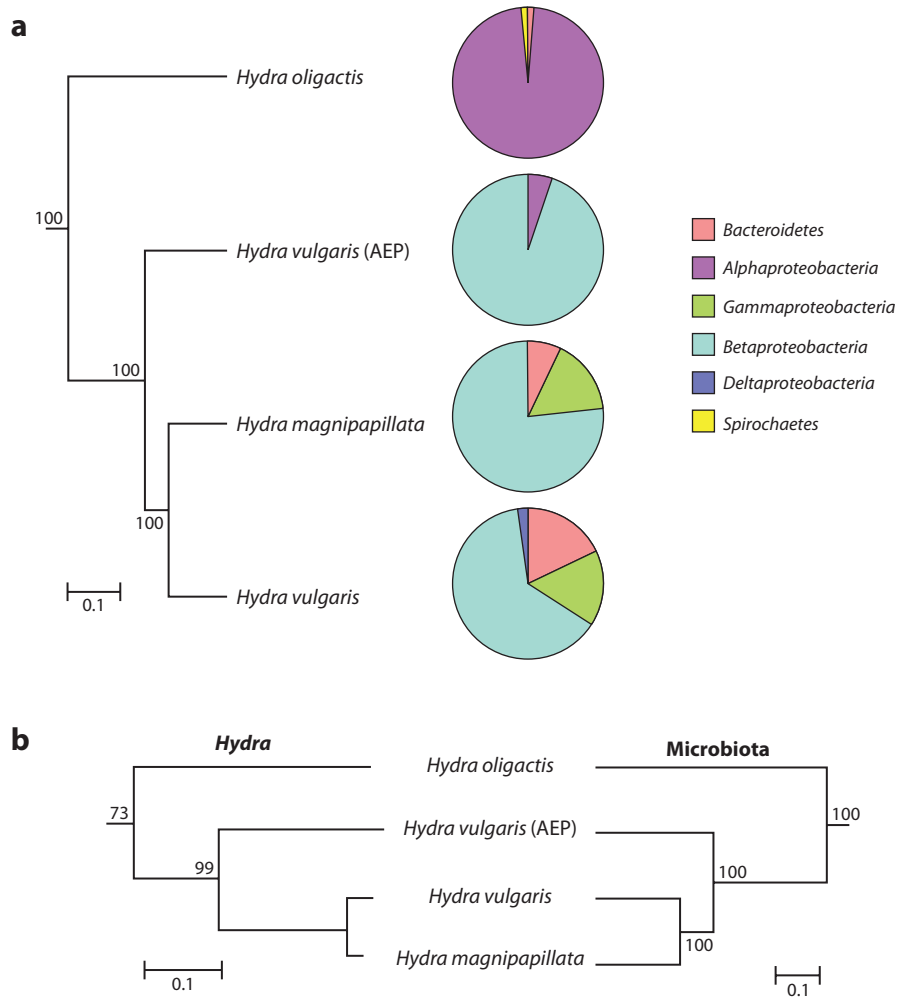 a
Hydra oligactis
100
Hydra vulgaris (AEP)
100
Hydra magnipapillata
100
Hydra vulgaris
0.1
Bacteroidetes
Alphaproteobacteria
Gammaproteobacteria
Betaproteobacteria
Deltaproteobacteria
Spirochaetes
b
Hydra
Microbiota
Hydra oligactis
73
100
Hydra vulgaris (AEP)
99
100
Hydra vulgaris
100
Hydra magnipapillata
0.1
0.1